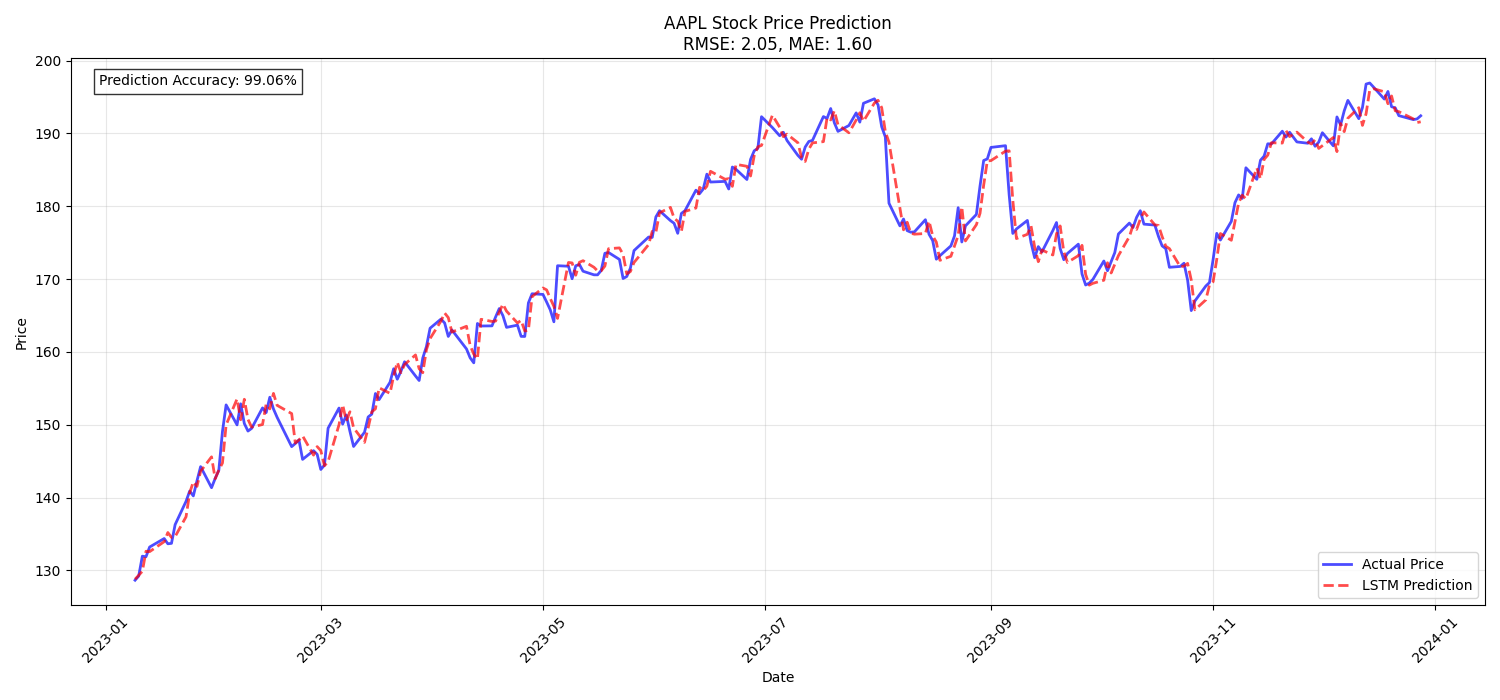 AAPL Stock Price Prediction
RMSE: 2.05, MAE: 1.60
Prediction Accuracy: 99.06%
200
190
180
170
160
150
140
130
Price
Actual Price
LSTM Prediction
2023-01
2023-03
2023-05
2023-07
2023-09
2023-11
2024-01
Date